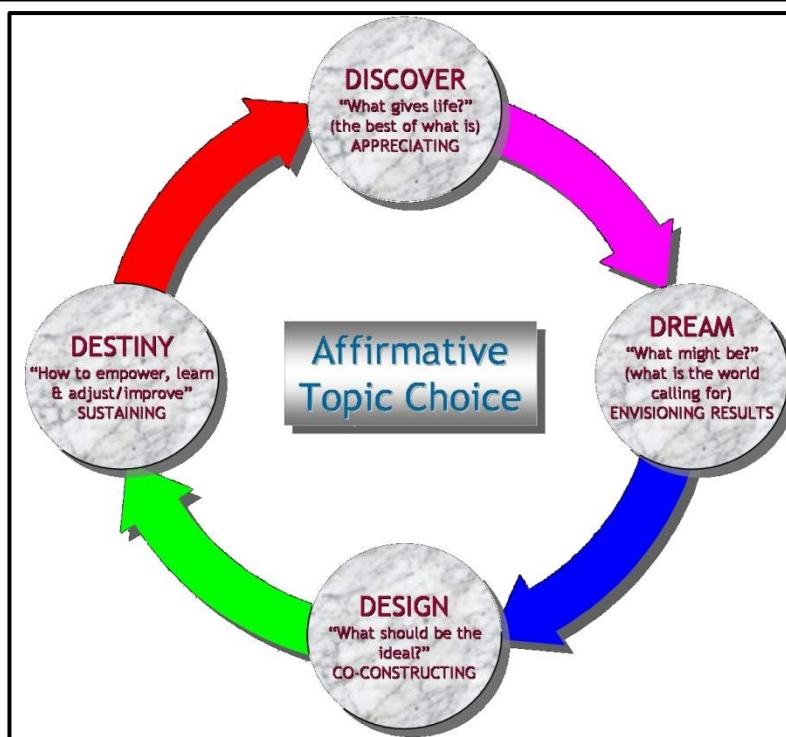 DISCOVER
“What gives life?”
(the best of what is)
APPRECIATING
DREAM
“What might be?”
(what is the world
calling for)
ENVISIONING RESULTS
DESIGN
“What should be the
ideal?”
CO-CONSTRUCTING
DESTINY
“How to empower, learn
& adjust/improve”
SUSTAINING
Affirmative
Topic Choice